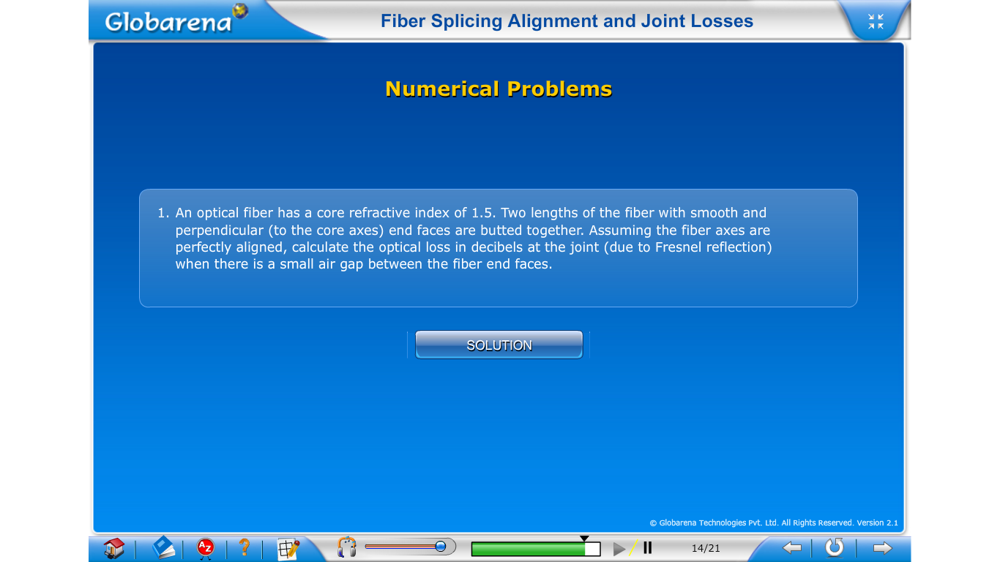 Globarena
Fiber Splicing Alignment and Joint Losses
Numerical Problems
1. An optical fiber has a core refractive index of 1.5. Two lengths of the fiber with smooth and
perpendicular (to the core axes) end faces are butted together. Assuming the fiber axes are
perfectly aligned, calculate the optical loss in decibels at the joint (due to Fresnel reflection)
when there is a small air gap between the fiber end faces.
SOLUTION
© Globarena Technologies Pvt. Ltd. All Rights Reserved. Version 2.1
AZ
?
14/21